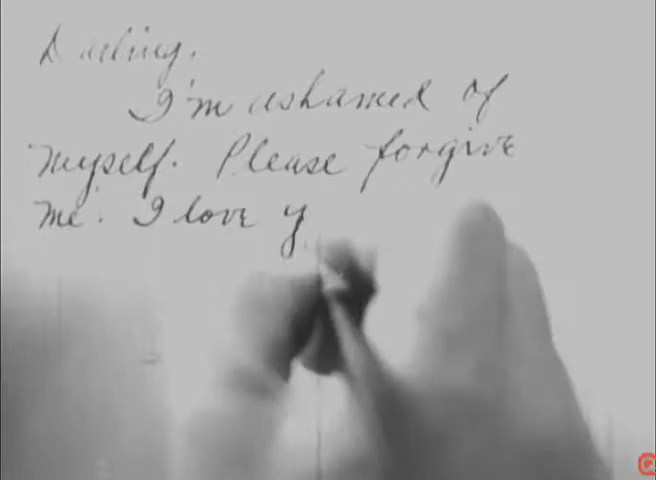 Darling.
I'm ashamed of
myself. Please forgive
me. I love y